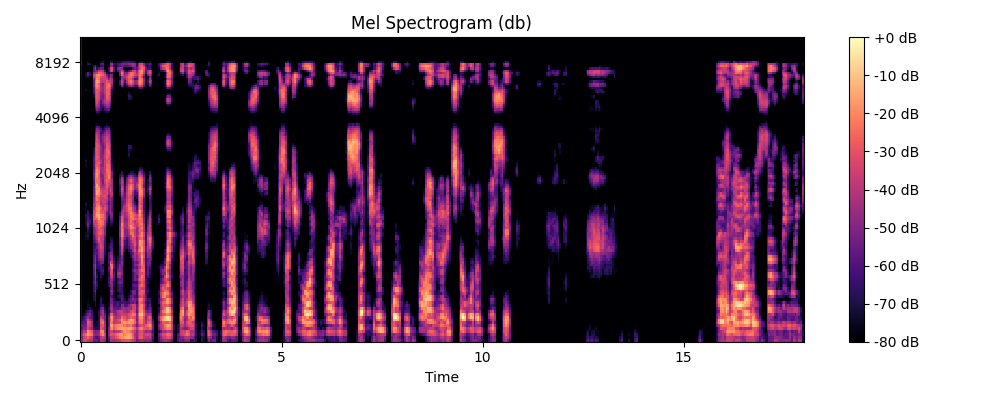 Mel Spectrogram (db)
Hz
8192
4096
2048
1024
512
0
0
5
10
15
Time
+0 dB
-10 dB
-20 dB
-30 dB
-40 dB
-50 dB
-60 dB
-70 dB
-80 dB